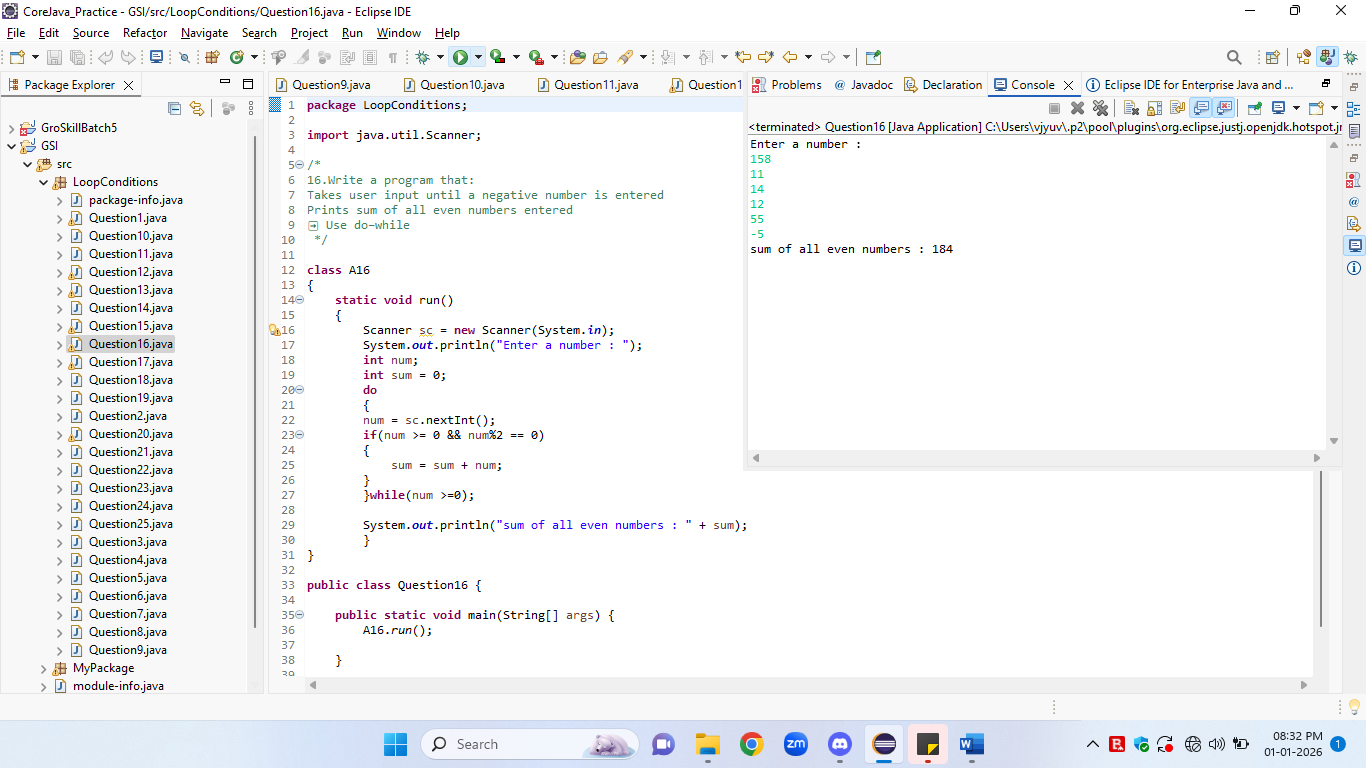 CoreJava_Practice - GSI/src/LoopConditions/Question16.java - Eclipse IDE
File Edit Source Refactor Navigate Search Project Run Window Help
Package Explorer
GroSkillBatch5
GSI
src
LoopConditions
package-info.java
Question1.java
Question10.java
Question11.java
Question12.java
Question13.java
Question14.java
Question15.java
Question16.java
Question17.java
Question18.java
Question19.java
Question2.java
Question20.java
Question21.java
Question22.java
Question23.java
Question24.java
Question25.java
Question3.java
Question4.java
Question5.java
Question6.java
Question7.java
Question8.java
Question9.java
MyPackage
module-info.java
Question9.java Question10.java Question11.java Question1
1 package LoopConditions;
2
3 import java.util.Scanner;
4
5 /*
6 16.Write a program that:
7 Takes user input until a negative number is entered
8 Prints sum of all even numbers entered
9 Use do-while
10 */
11
12 class A16
13 {
14 static void run()
15 {
16 Scanner sc = new Scanner(System.in);
17 System.out.println("Enter a number : ");
18 int num;
19 int sum = 0;
20 do
21 {
22 num = sc.nextInt();
23 if(num >= 0 && num%2 == 0)
24 {
25 sum = sum + num;
26 }
27 }while(num >=0);
28
29 System.out.println("sum of all even numbers : " + sum);
30 }
31 }
32
33 public class Question16 {
34
35 public static void main(String[] args) {
36 A16.run();
37
38 }
39
Problems @ Javadoc Declaration Console Eclipse IDE for Enterprise Java and ...
<terminated> Question16 [Java Application] C:\Users\vjyuv\.p2\pool\plugins\org.eclipse.justj.openjdk.hotspot.jr
Enter a number :
158
11
14
12
55
-5
sum of all even numbers : 184
Search
zm
W
08:32 PM
01-01-2026
1